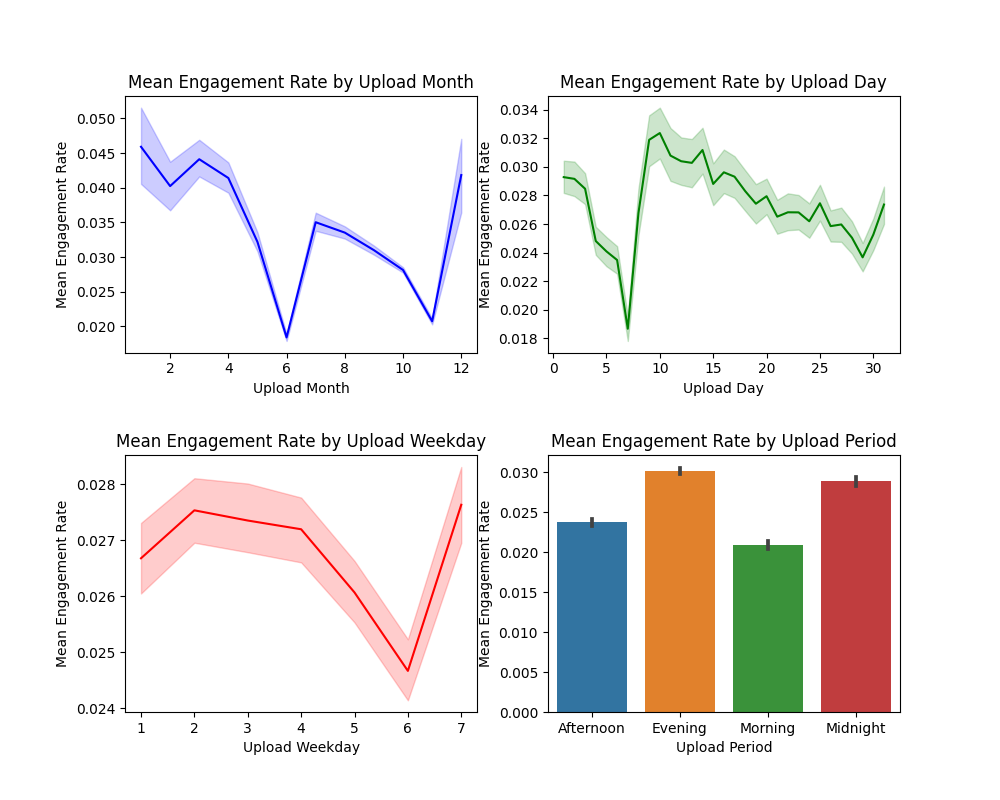 Mean Engagement Rate by Upload Month
Mean Engagement Rate
0.050
0.045
0.040
0.035
0.030
0.025
0.020
2 4 6 8 10 12
Upload Month
Mean Engagement Rate by Upload Day
Mean Engagement Rate
0.034
0.032
0.030
0.028
0.026
0.024
0.022
0.020
0.018
0 5 10 15 20 25 30
Upload Day
Mean Engagement Rate by Upload Weekday
Mean Engagement Rate
0.028
0.027
0.026
0.025
0.024
1 2 3 4 5 6 7
Upload Weekday
Mean Engagement Rate by Upload Period
Mean Engagement Rate
0.030
0.025
0.020
0.015
0.010
0.005
0.000
Afternoon Evening Morning Midnight
Upload Period